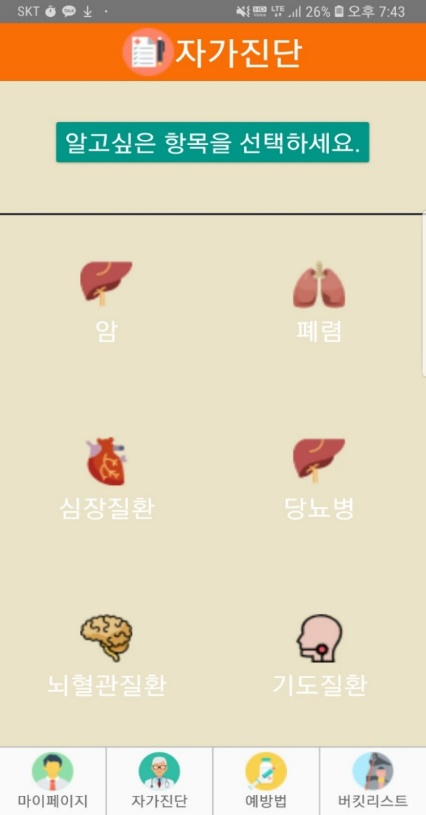 SKT LTE 26% 오후 7:43
자가진단
알고싶은 항목을 선택하세요.
암 폐렴
심장질환 당뇨병
뇌혈관질환 기도질환
마이페이지 자가진단 예방법 버킷리스트